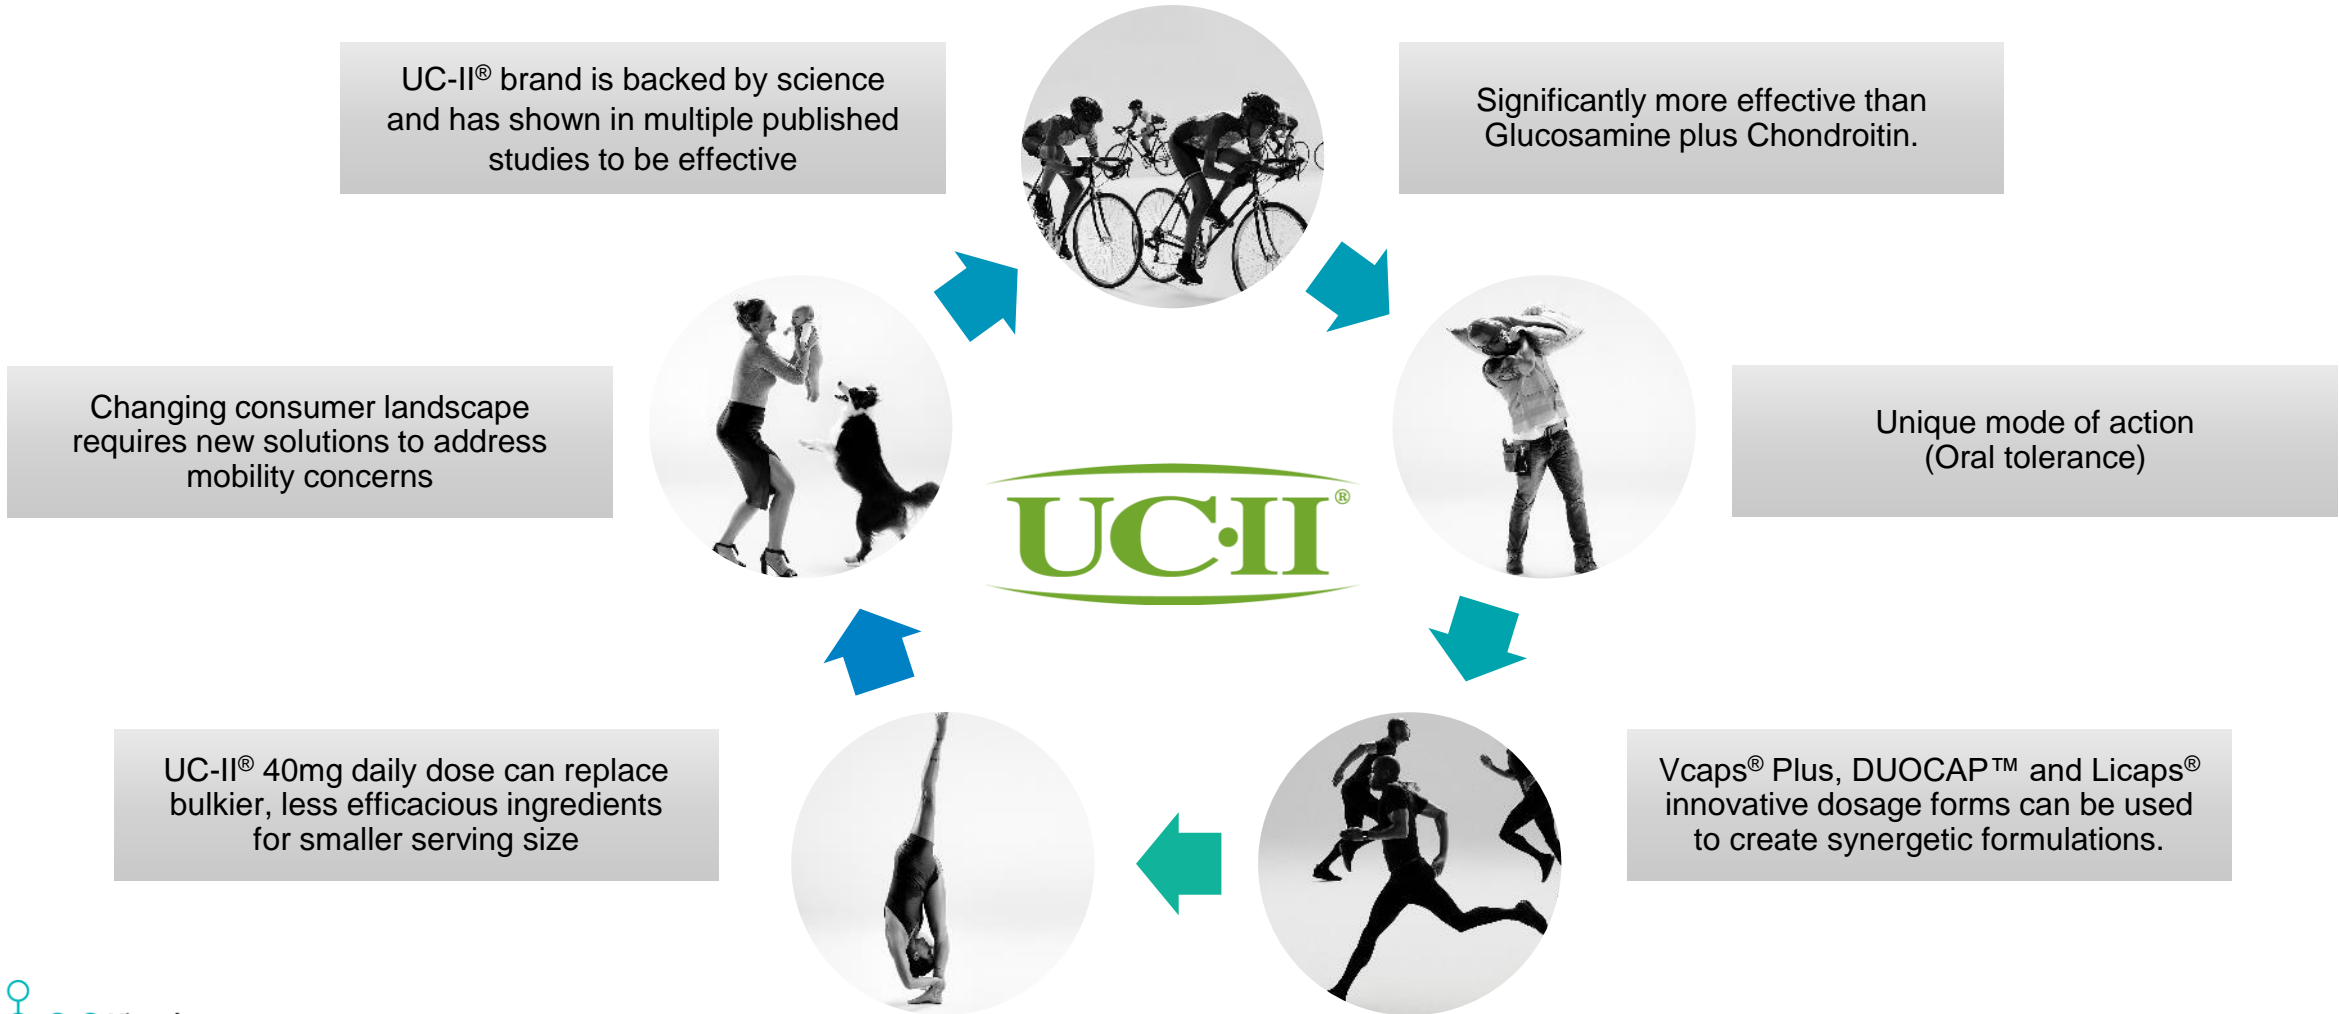 UC-II® brand is backed by science
and has shown in multiple published
studies to be effective
Significantly more effective than
Glucosamine plus Chondroitin.
Changing consumer landscape
requires new solutions to address
mobility concerns
UC·II®
Unique mode of action
(Oral tolerance)
UC-II® 40mg daily dose can replace
bulkier, less efficacious ingredients
for smaller serving size
Vcaps® Plus, DUOCAP™ and Licaps®
innovative dosage forms can be used
to create synergetic formulations.